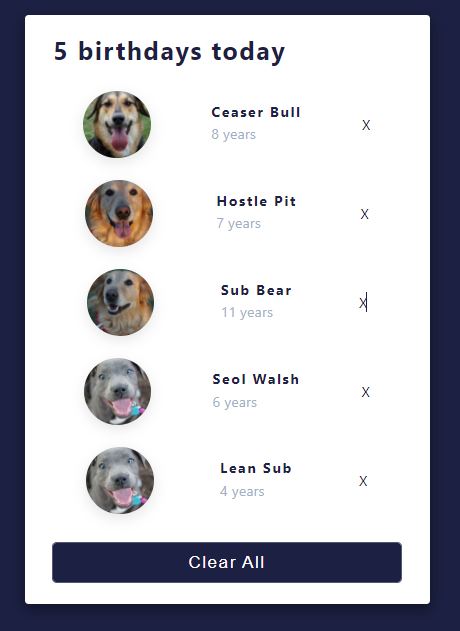 5 birthdays today
Ceaser Bull
8 years
X
Hostle Pit
7 years
X
Sub Bear
11 years
X
Seol Walsh
6 years
X
Lean Sub
4 years
X
Clear All